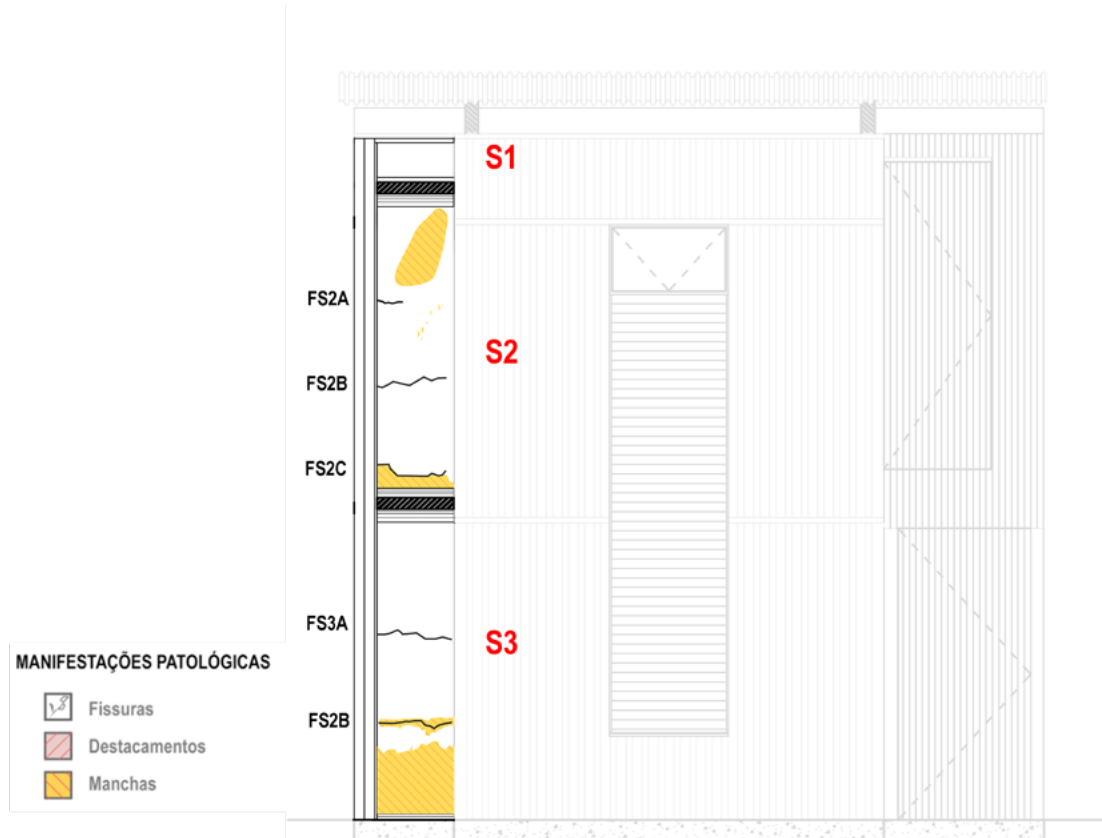 S1
FS2A
S2
FS2B
FS2C
FS3A
S3
FS2B
MANIFESTAÇÕES PATOLÓGICAS
Fissuras
Destacamentos
Manchas